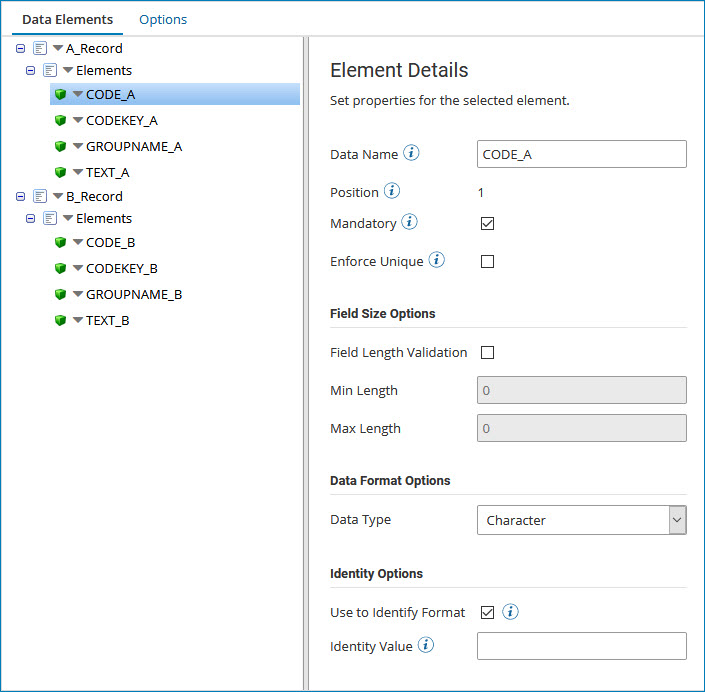 Data Elements Options
A_Record
Elements
CODE_A
CODEKEY_A
GROUPNAME_A
TEXT_A
B_Record
Elements
CODE_B
CODEKEY_B
GROUPNAME_B
TEXT_B
Element Details
Set properties for the selected element.
Data Name i CODE_A
Position i 1
Mandatory i
Enforce Unique i
Field Size Options
Field Length Validation
Min Length 0
Max Length 0
Data Format Options
Data Type Character
Identity Options
Use to Identify Format i
Identity Value i